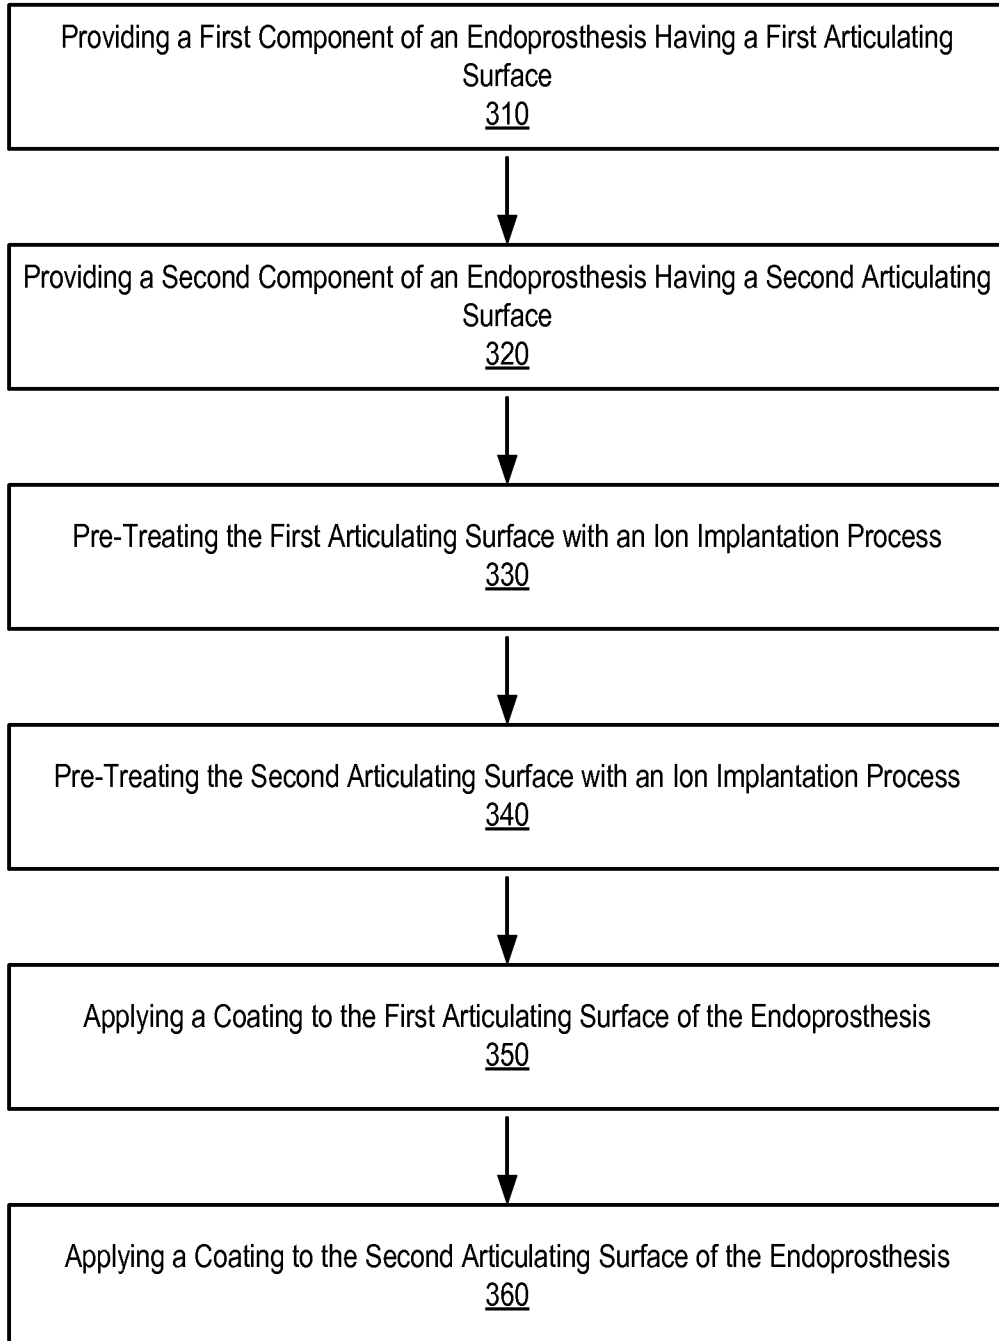 Providing a First Component of an Endoprosthesis Having a First Articulating
Surface
310
Providing a Second Component of an Endoprosthesis Having a Second Articulating
Surface
320
Pre-Treating the First Articulating Surface with an Ion Implantation Process
330
Pre-Treating the Second Articulating Surface with an Ion Implantation Process
340
Applying a Coating to the First Articulating Surface of the Endoprosthesis
350
Applying a Coating to the Second Articulating Surface of the Endoprosthesis
360